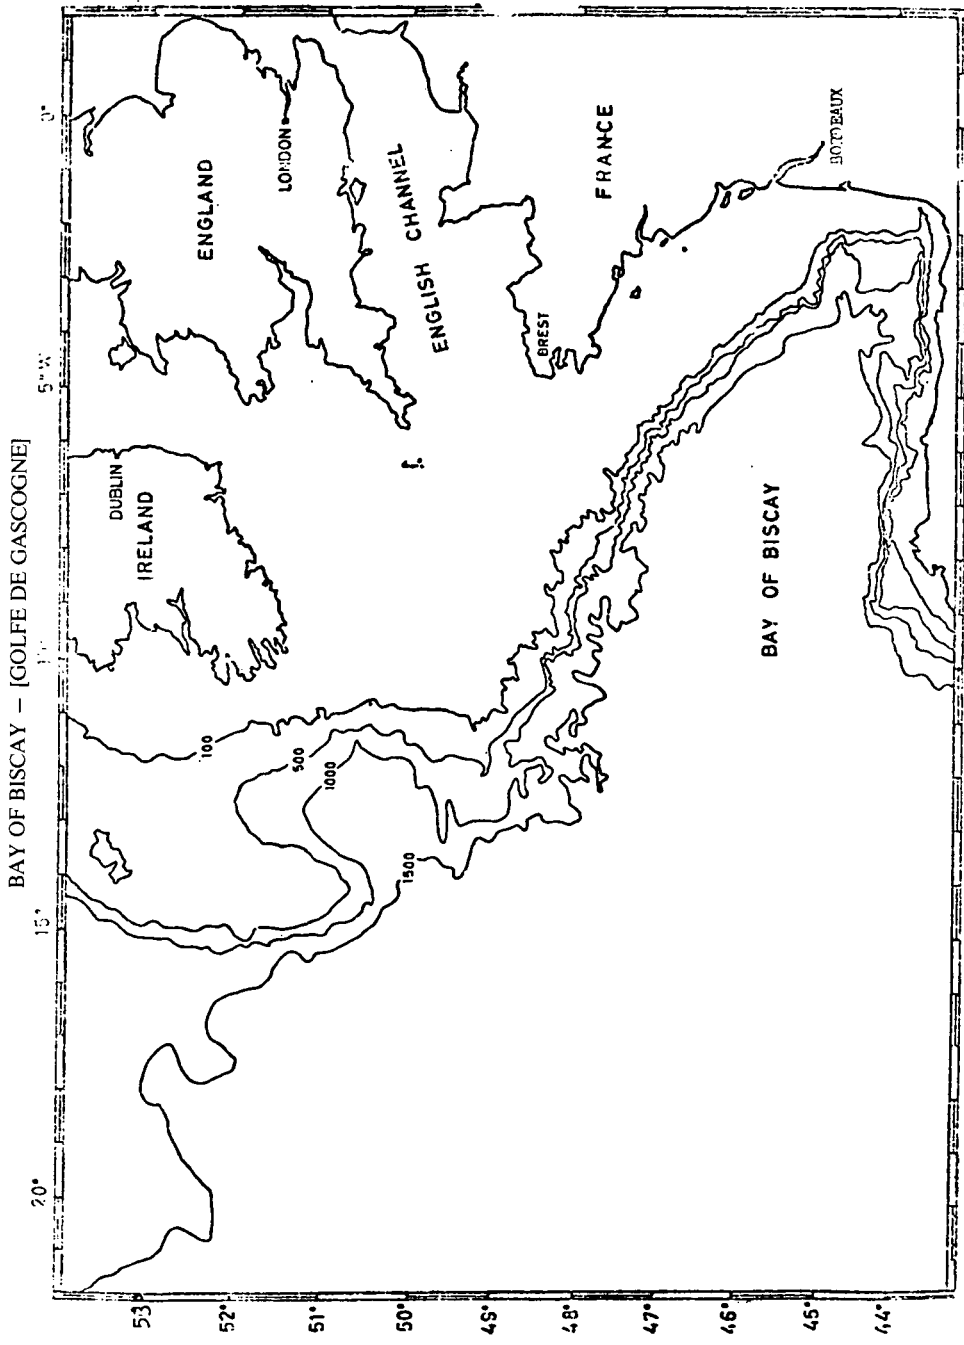 BAY OF BISCAY — [GOLFE DE GASCOGNE]
20°
15°
5° W
0°
53
52°
51°
50°
49°
48°
47°
46°
45°
44°
IRELAND
DUBLIN
ENGLAND
LONDON
ENGLISH CHANNEL
BREST
FRANCE
BAY OF BISCAY
100
500
1000
1500